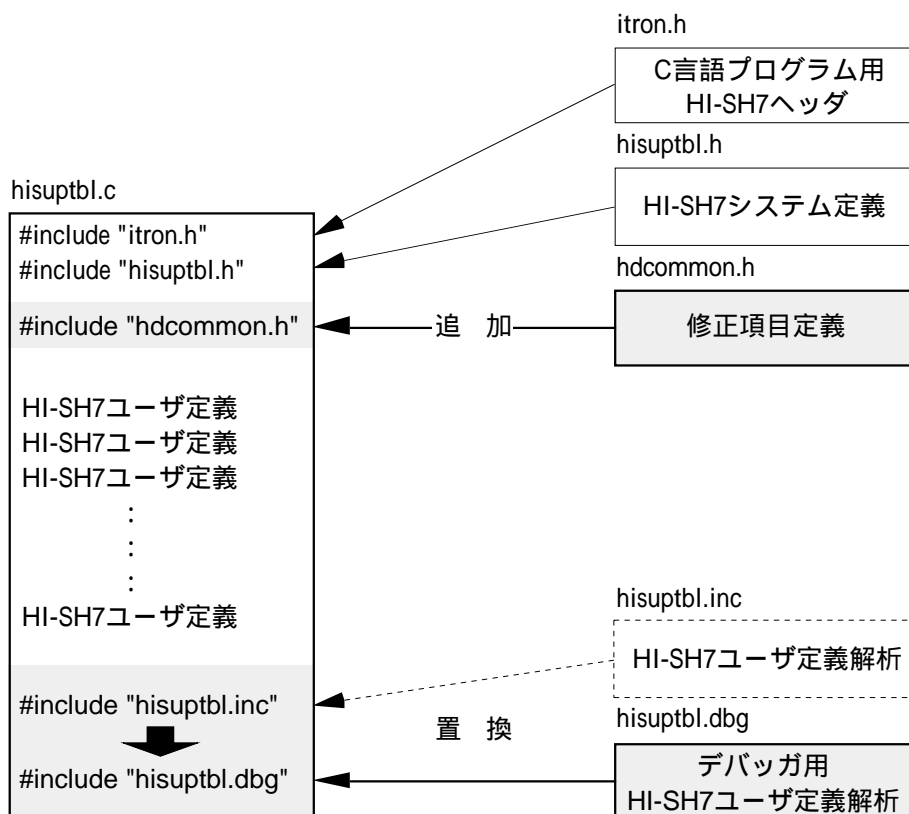 itron.h
C言語プログラム用
HI-SH7ヘッダ
hisuptbl.h
HI-SH7システム定義
hisuptbl.c
#include "itron.h"
#include "hisuptbl.h"
hdcommon.h
#include "hdcommon.h"
追 加
修正項目定義
HI-SH7ユーザ定義
HI-SH7ユーザ定義
HI-SH7ユーザ定義
:
:
:
HI-SH7ユーザ定義
hisuptbl.inc
HI-SH7ユーザ定義解析
#include "hisuptbl.inc"
置 換
hisuptbl.dbg
#include "hisuptbl.dbg"
デバッガ用
HI-SH7ユーザ定義解析